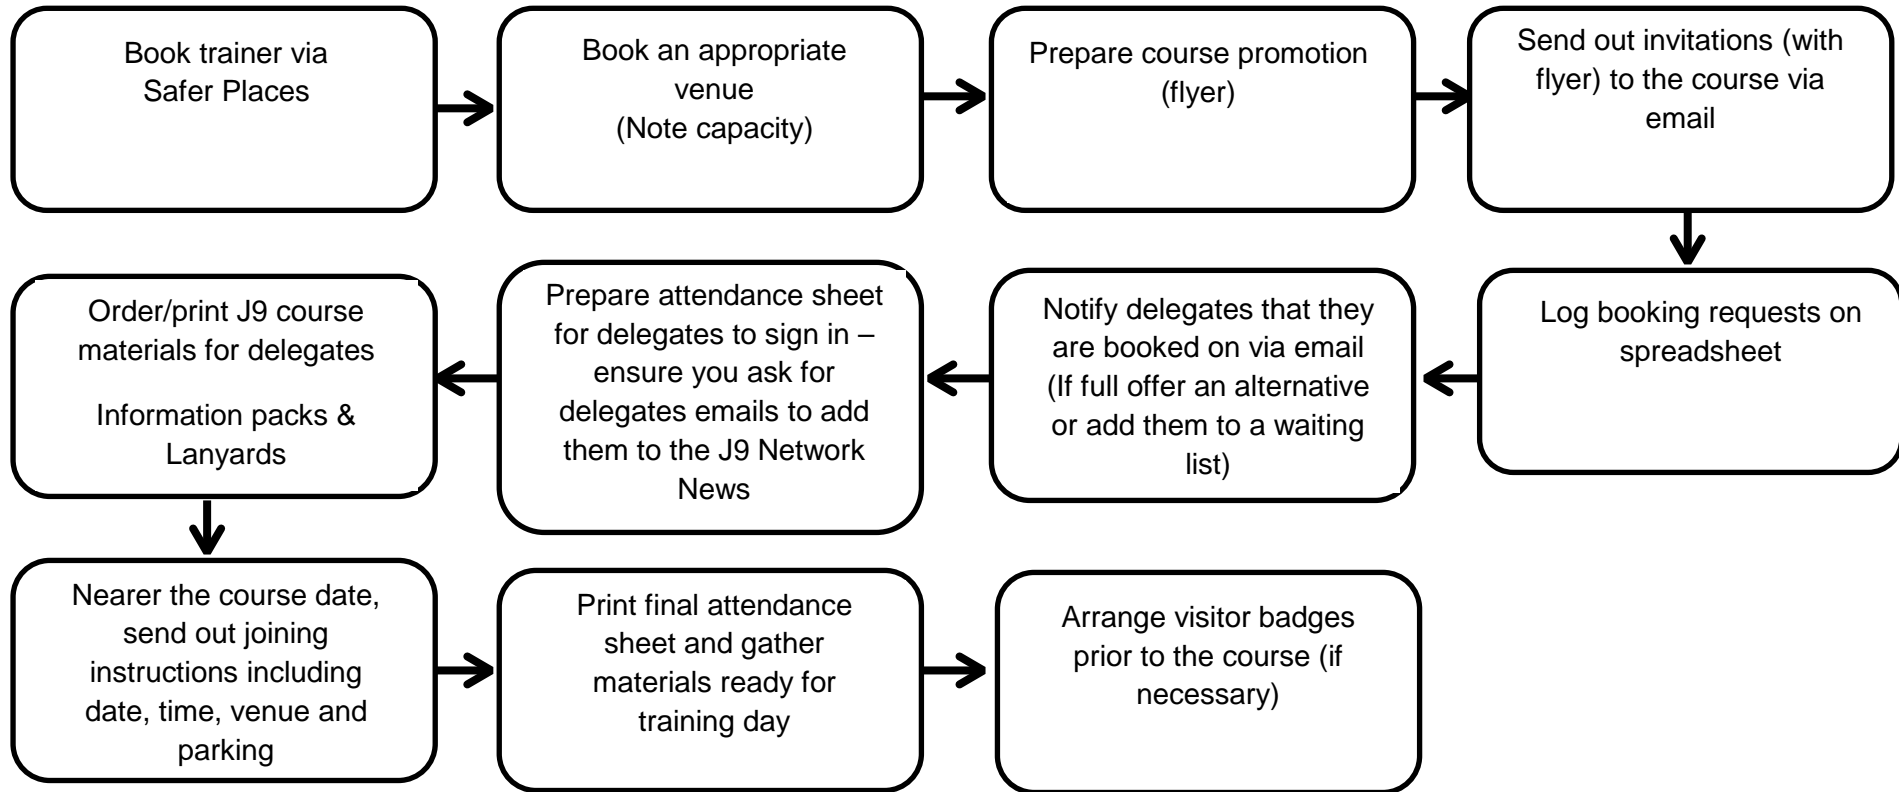 Book trainer via
Safer Places
Book an appropriate
venue
(Note capacity)
Prepare course promotion
(flyer)
Send out invitations (with
flyer) to the course via
email
Log booking requests on
spreadsheet
Notify delegates that they
are booked on via email
(If full offer an alternative
or add them to a waiting
list)
Prepare attendance sheet
for delegates to sign in –
ensure you ask for
delegates emails to add
them to the J9 Network
News
Order/print J9 course
materials for delegates
Information packs &
Lanyards
Nearer the course date,
send out joining
instructions including
date, time, venue and
parking
Print final attendance
sheet and gather
materials ready for
training day
Arrange visitor badges
prior to the course (if
necessary)